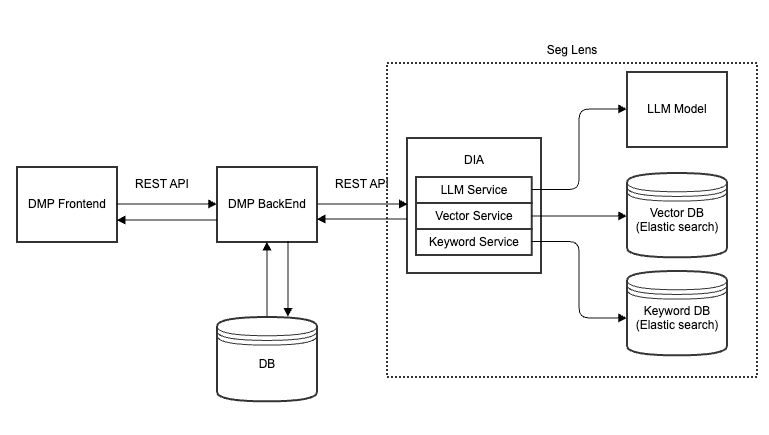 Seg Lens
LLM Model
DIA
REST API
REST API
LLM Service
DMP Frontend
DMP BackEnd
Vector Service
Vector DB
(Elastic search)
Keyword Service
Keyword DB
(Elastic search)
DB